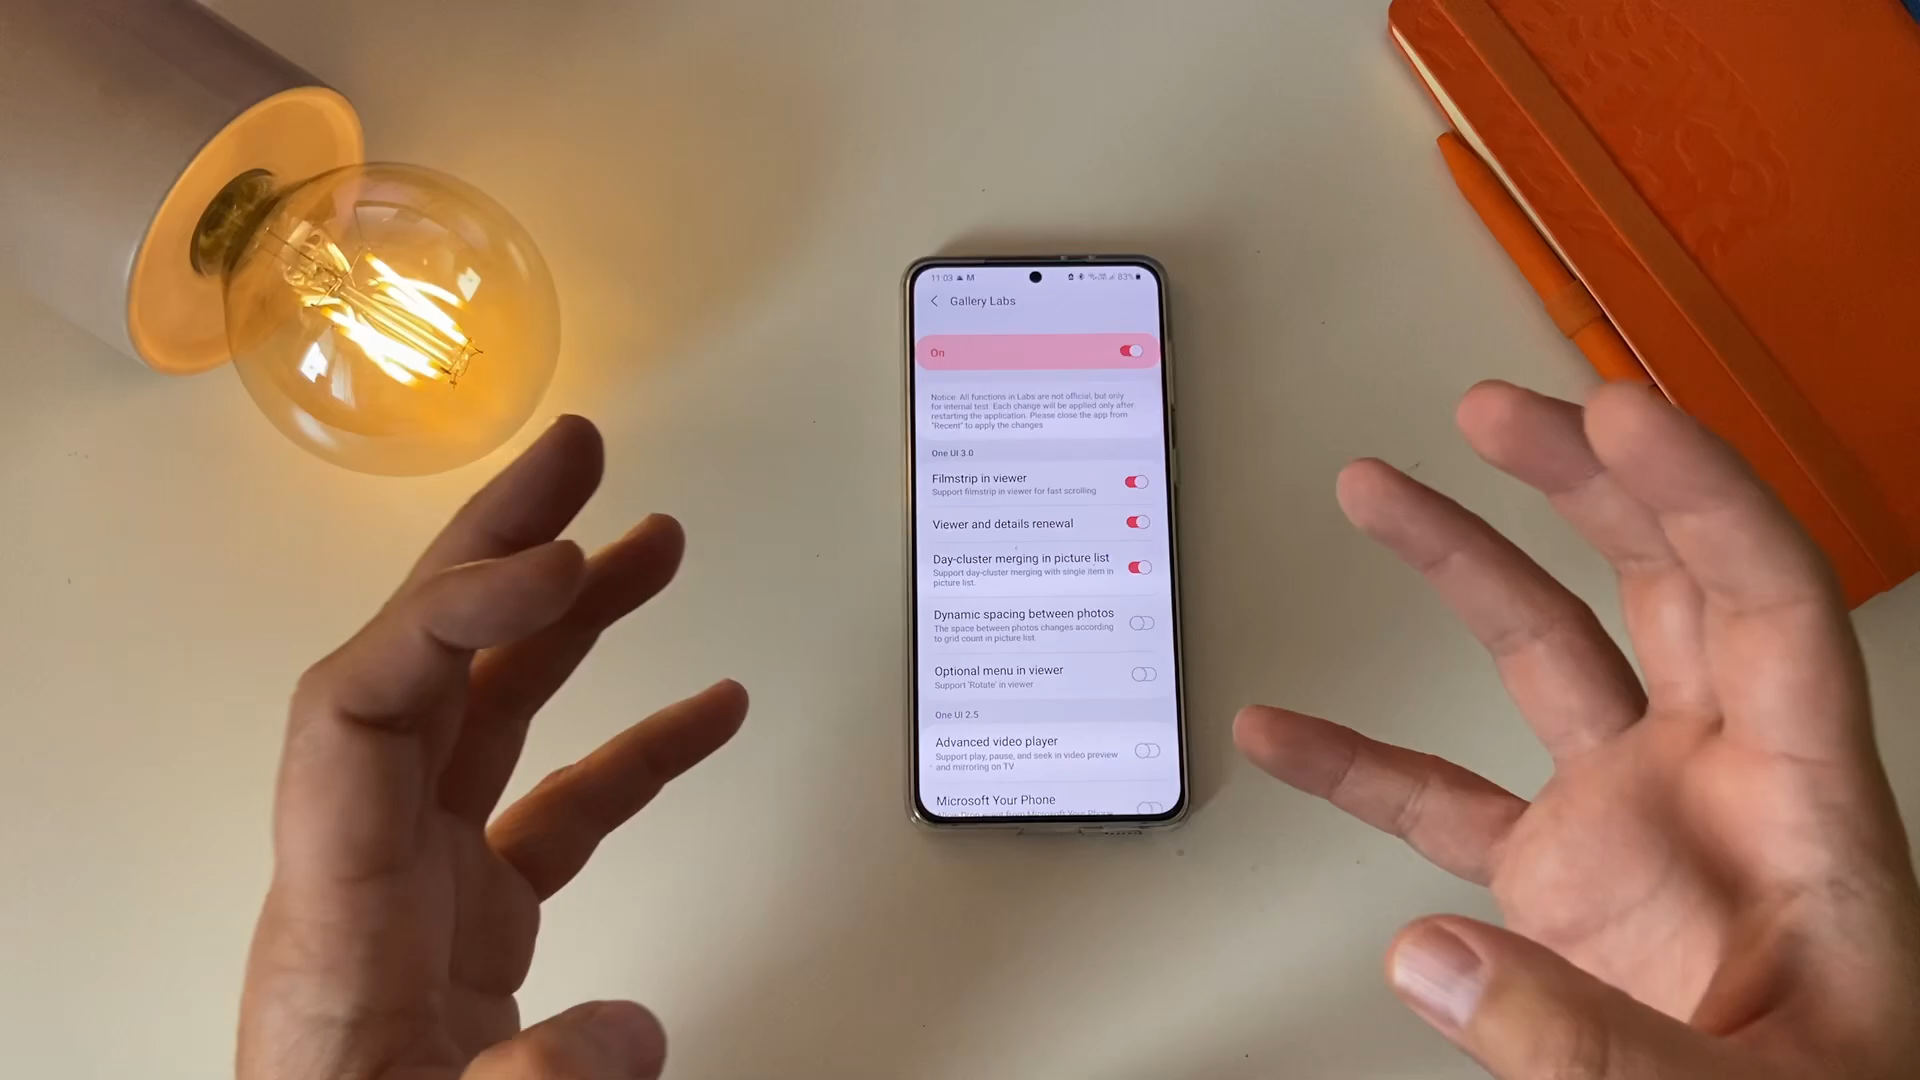 11:03 M 83%
Gallery Labs
On
Notice: All functions in Labs are not official, but only
for internal test. Each change will be applied only after
restarting the application. Please close the app from
"Recent" to apply the changes
One UI 3.0
Filmstrip in viewer
Support filmstrip in viewer for fast scrolling
Viewer and details renewal
Day-cluster merging in picture list
Support day-cluster merging with single item in
picture list.
Dynamic spacing between photos
The space between photos changes according
to grid count in picture list
Optional menu in viewer
Support 'Rotate' in viewer
One UI 2.5
Advanced video player
Support play, pause, and seek in video preview
and mirroring on TV
Microsoft Your Phone